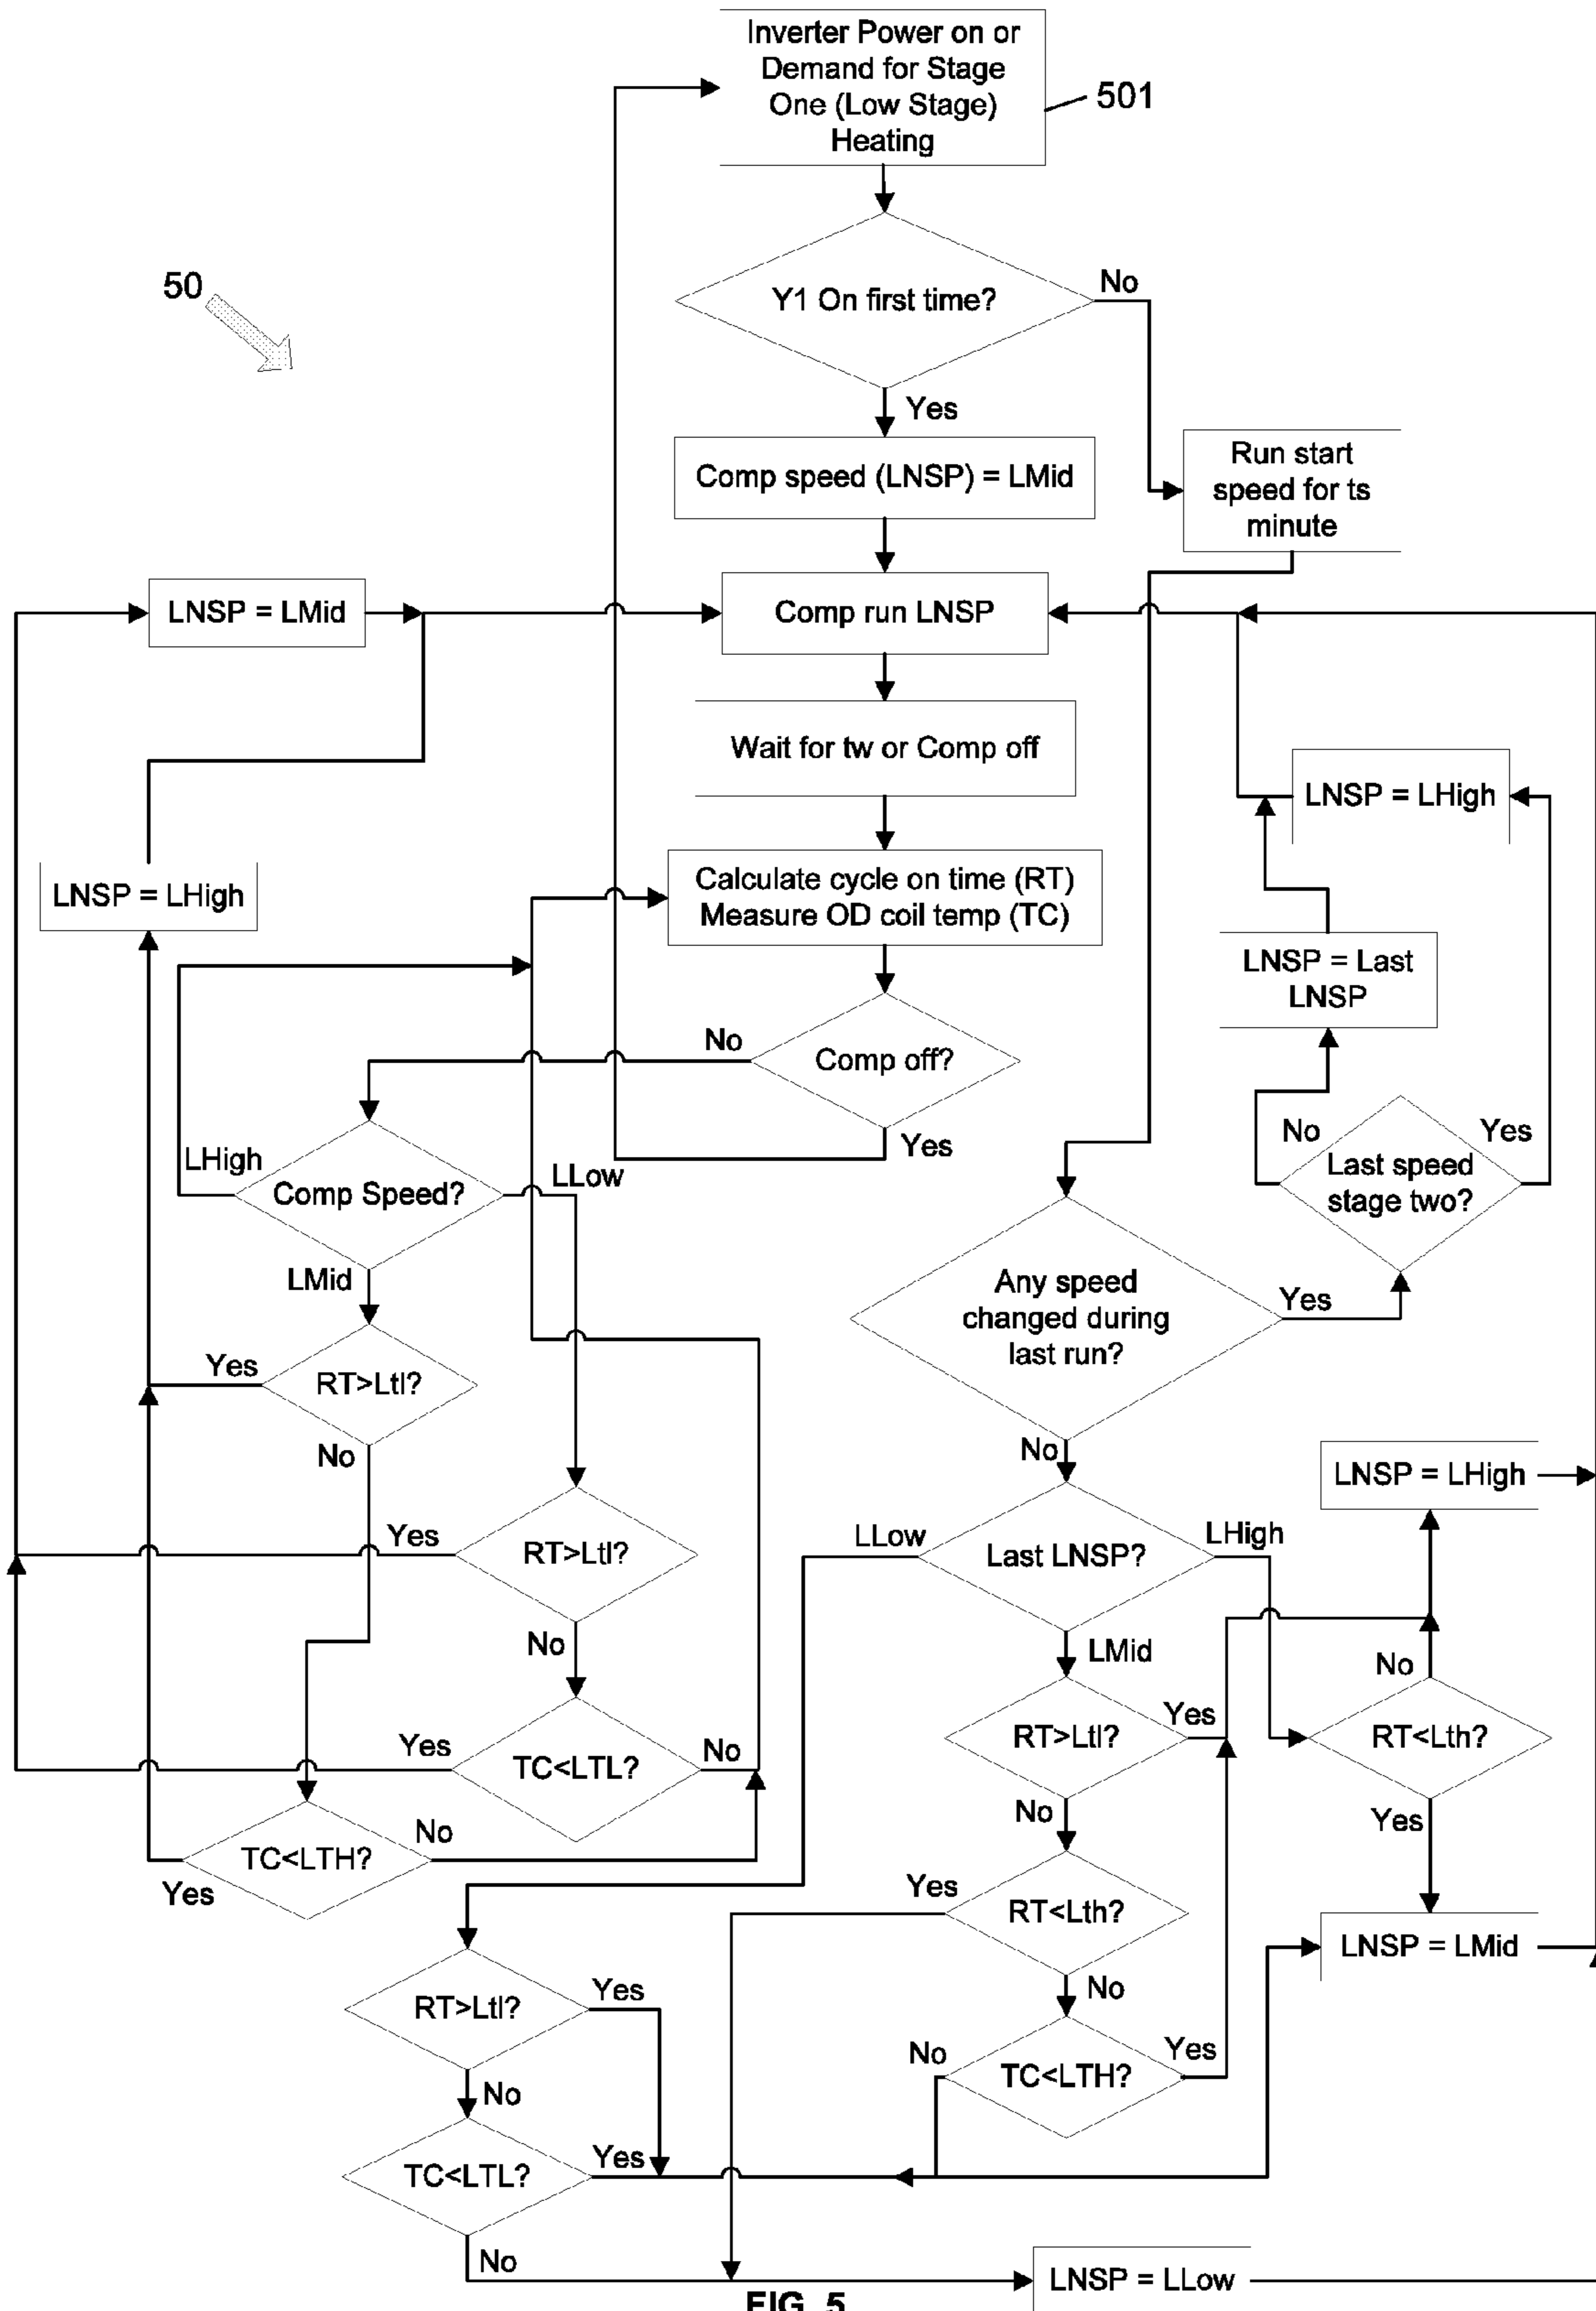 Inverter Power on or
Demand for Stage
One (Low Stage)
Heating
501
50
Y1 On first time?
No
Yes
Comp speed (LNSP) = LMid
Run start
speed for ts
minute
LNSP = LMid
Comp run LNSP
Wait for tw or Comp off
LNSP = LHigh
LNSP = LHigh
Calculate cycle on time (RT)
Measure OD coil temp (TC)
LNSP = Last
LNSP
No
Comp off?
Yes
No
Yes
Last speed
stage two?
LHigh
Comp Speed?
LLow
LMid
Any speed
changed during
last run?
Yes
No
Yes
RT>Ltl?
No
LNSP = LHigh
Yes
RT>Ltl?
No
LLow
Last LNSP?
LHigh
LMid
No
Yes
TC<LTL?
No
RT>Ltl?
Yes
No
RT<Lth?
Yes
TC<LTH?
No
Yes
Yes
RT<Lth?
No
LNSP = LMid
RT>Ltl?
Yes
No
No
TC<LTH?
Yes
TC<LTL?
Yes
No
LNSP = LLow
FIG. 5